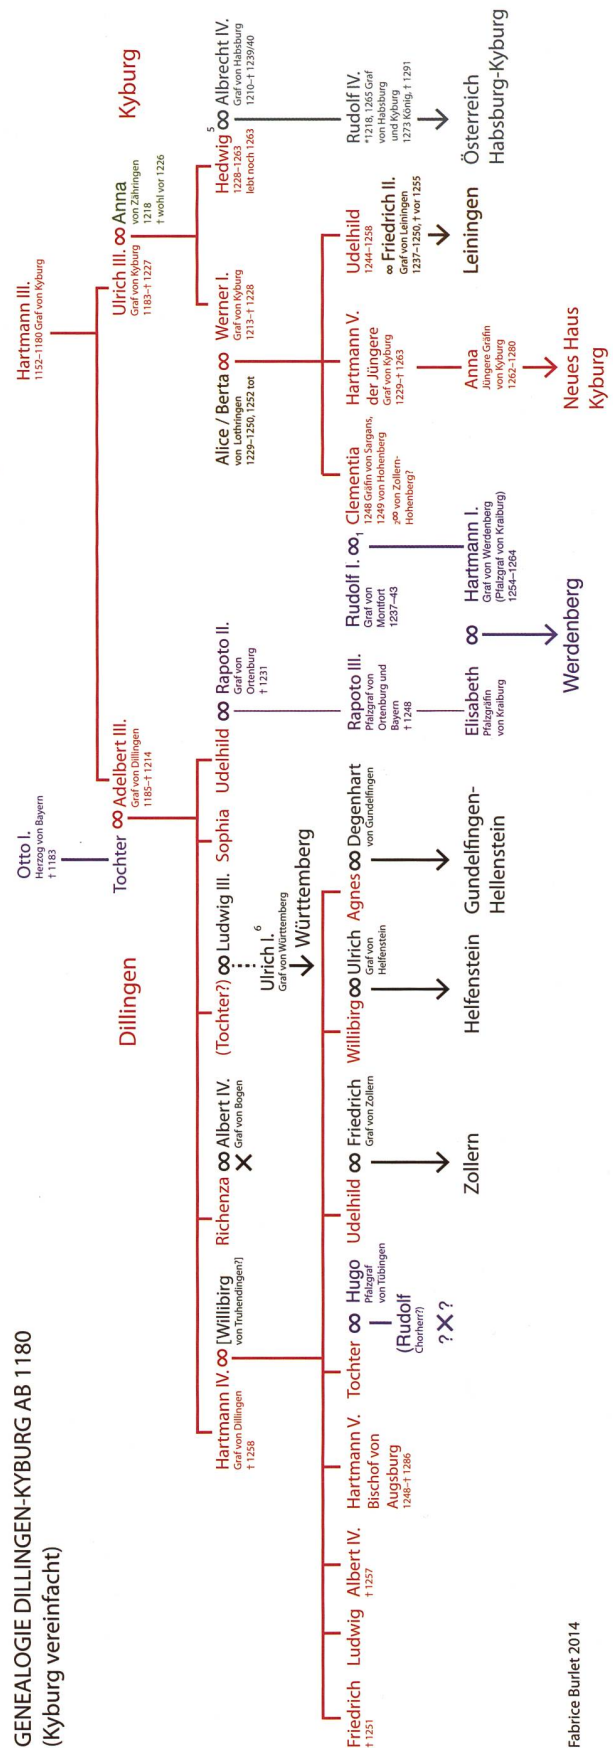 GENEALOGIE DILLINGEN-KYBURG AB 1180
(Kyburg vereinfacht)
Hartmann III.
1152–1180 Graf von Kyburg
Otto I.
Herzog von Bayern
† 1183
Dillingen
Tochter ∞ Adelbert III.
Graf von Dillingen
1185–† 1214
Ulrich III. ∞ Anna
Graf von Kyburg
1183–† 1227
von Zähringen
1218
† wohl vor 1226
Kyburg
Hartmann IV. ∞ [Willibirg
Graf von Dillingen
† 1258
von Truhendingen?]
Richenza ∞ Albert IV.
Graf von Bogen
(Tochter?) ∞ Ludwig III.
Ulrich I. 6
Graf von Württemberg
Württemberg
Sophia
Udelhild ∞ Rapoto II.
Graf von
Ortenburg
† 1231
Alice / Berta ∞ Werner I.
von Lothringen
1229–1250, 1252 tot
Graf von Kyburg
1213–† 1228
Hedwig 5 ∞ Albrecht IV.
1228–1263
lebt noch 1263
Graf von Habsburg
1210–† 1239/40
Friedrich
† 1251
Ludwig
Albert IV.
† 1257
Hartmann V.
Bischof von
Augsburg
1248–† 1286
Tochter ∞ Hugo
Pfalzgraf
von Tübingen
(Rudolf
Chorherr?)
? X ?
Udelhild ∞ Friedrich
Graf von Zollern
Zollern
Willibirg ∞ Ulrich
Graf von
Helfenstein
Helfenstein
Agnes ∞ Degenhart
von Gundelfingen
Gundelfingen-
Hellenstein
Rapoto III.
Pfalzgraf von
Ortenburg und
Bayern
† 1248
Rudolf I. ∞1 Clementia
Graf von
Montfort
1237–43
1248 Gräfin von Sargans,
1249 von Hohenberg
2∞ von Zollern-
Hohenberg?
Hartmann V.
der Jüngere
Graf von Kyburg
1229–† 1263
Udelhild
1244–1258
∞ Friedrich II.
Graf von Leiningen
1237–1250, † vor 1255
Leiningen
Rudolf IV.
*1218, 1265 Graf
von Habsburg
und Kyburg
1273 König, † 1291
Österreich
Habsburg-Kyburg
Elisabeth ∞ Hartmann I.
Pfalzgräfin
von Kraiburg
Graf von Werdenberg
(Pfalzgraf von Kraiburg)
1254–1264
Werdenberg
Anna
Jüngere Gräfin
von Kyburg
1262–1280
Neues Haus
Kyburg
Fabrice Burlet 2014